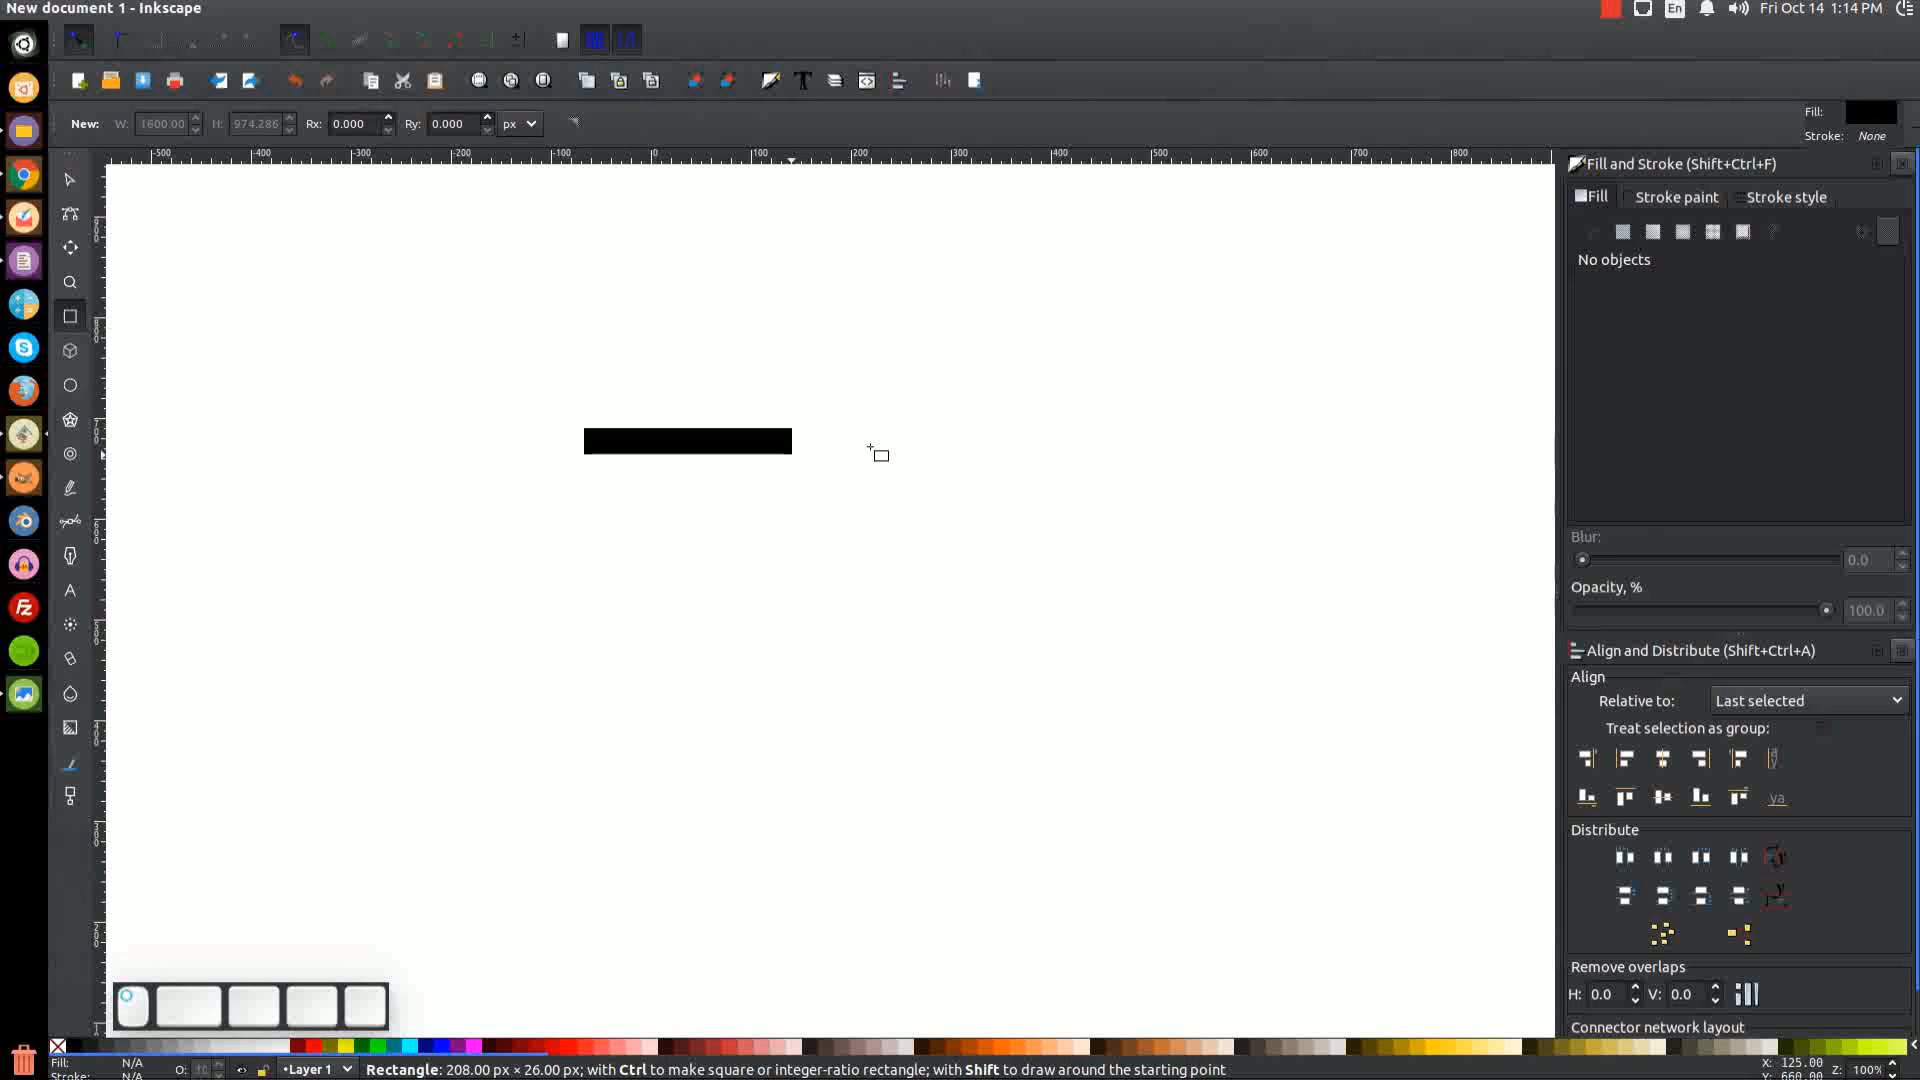 New document 1 - Inkscape
En
Fri Oct 14 1:14 PM
New: W: 1600.00 H: 974.286 Rx: 0.000 Ry: 0.000 px
Fill:
Stroke: None
-500 -400 -300 -200 -100 0 100 200 300 400 500 600 700 800
Fill and Stroke (Shift+Ctrl+F)
Fill Stroke paint Stroke style
No objects
Blur:
0.0
Opacity, %
100.0
Align and Distribute (Shift+Ctrl+A)
Align
Relative to: Last selected
Treat selection as group:
Distribute
Remove overlaps
H: 0.0 V: 0.0
Connector network layout
Fill: N/A
Stroke: N/A
O:
•Layer 1
Rectangle: 208.00 px × 26.00 px; with Ctrl to make square or integer-ratio rectangle; with Shift to draw around the starting point
X: 125.00
Y: 660.00
Z: 100%